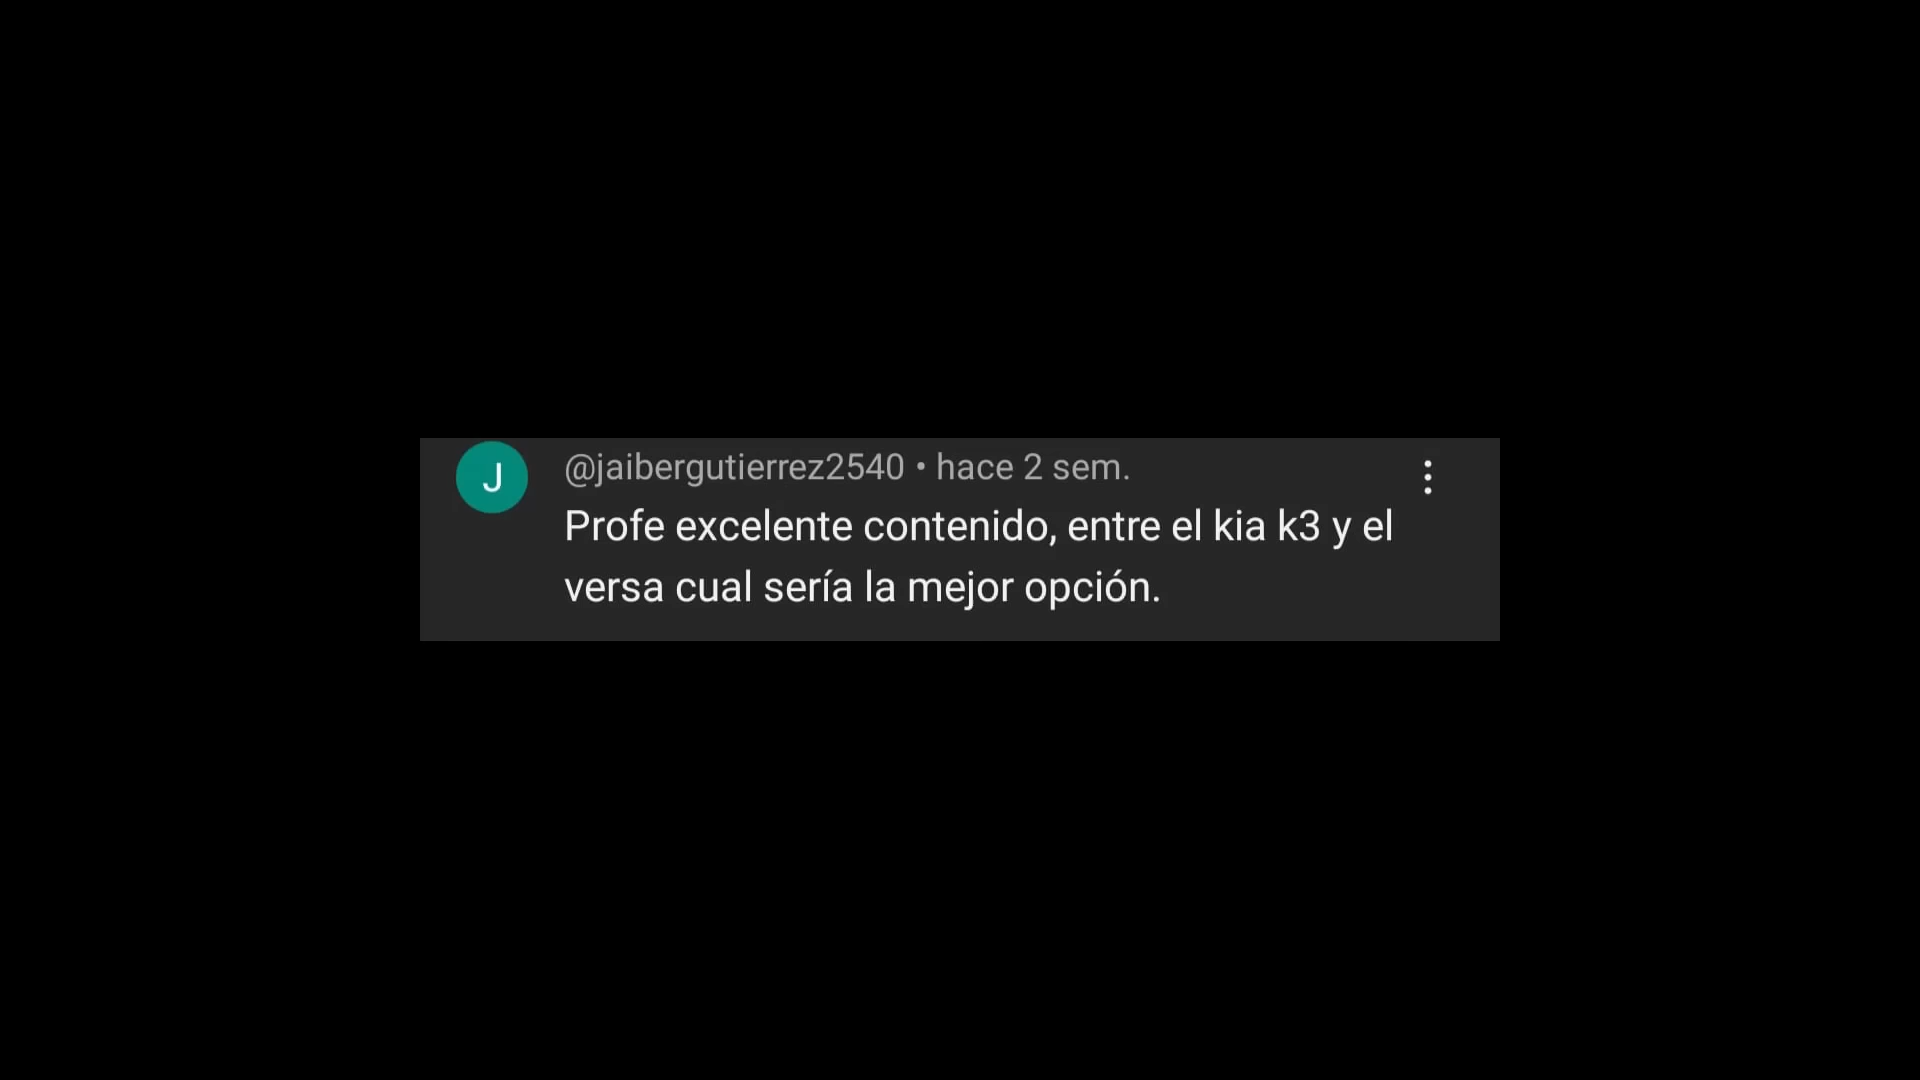 J
@jaibergutierrez2540 • hace 2 sem.
Profe excelente contenido, entre el kia k3 y el
versa cual sería la mejor opción.